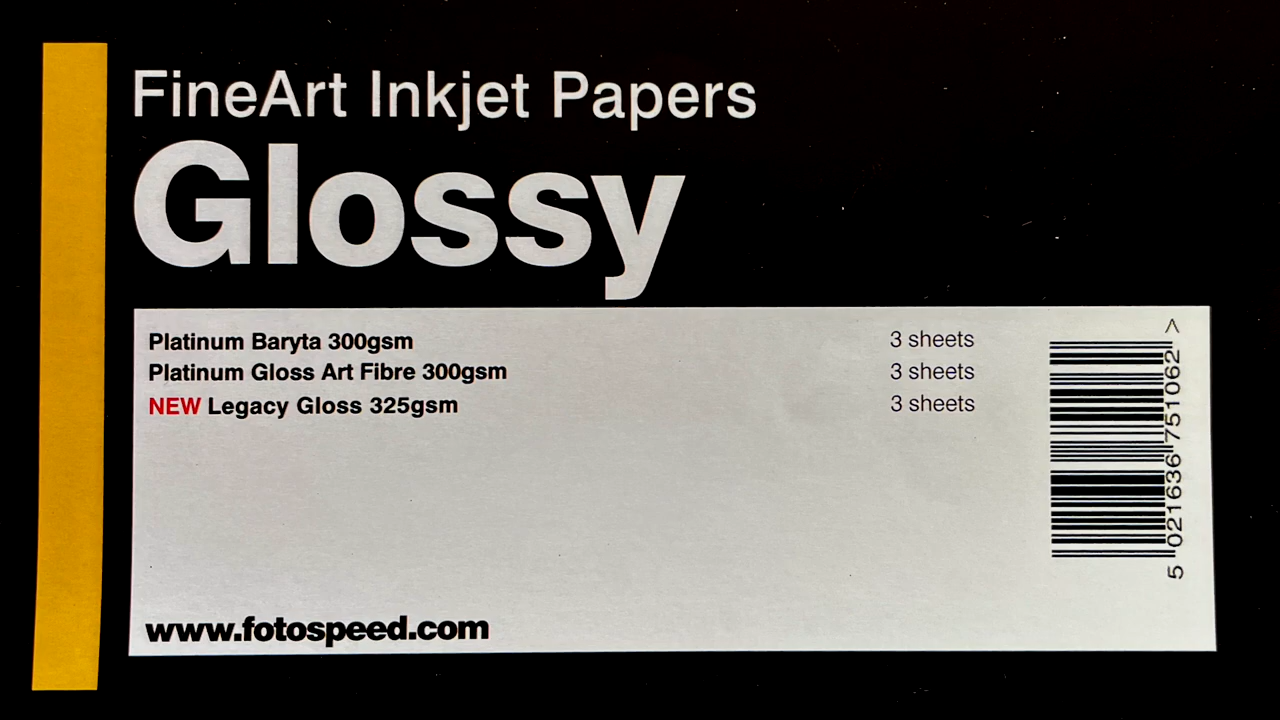 FineArt Inkjet Papers
Glossy
Platinum Baryta 300gsm 3 sheets
Platinum Gloss Art Fibre 300gsm 3 sheets
NEW Legacy Gloss 325gsm 3 sheets
5 021636 751062 >
www.fotospeed.com